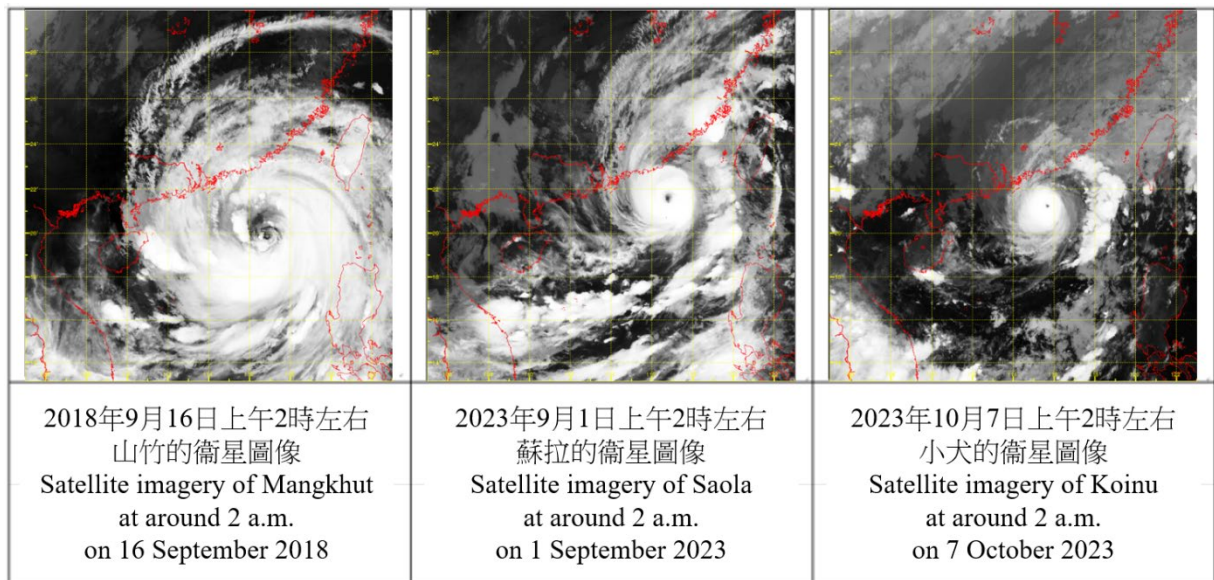 2018年9月16日上午2時左右
山竹的衞星圖像
Satellite imagery of Mangkhut
at around 2 a.m.
on 16 September 2018
2023年9月1日上午2時左右
蘇拉的衞星圖像
Satellite imagery of Saola
at around 2 a.m.
on 1 September 2023
2023年10月7日上午2時左右
小犬的衞星圖像
Satellite imagery of Koinu
at around 2 a.m.
on 7 October 2023